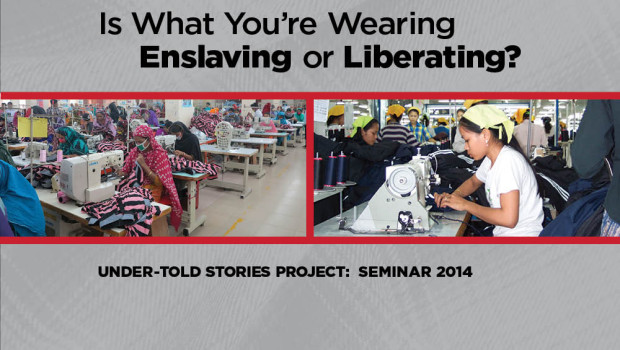 Is What You’re Wearing
Enslaving or Liberating?
UNDER-TOLD STORIES PROJECT: SEMINAR 2014